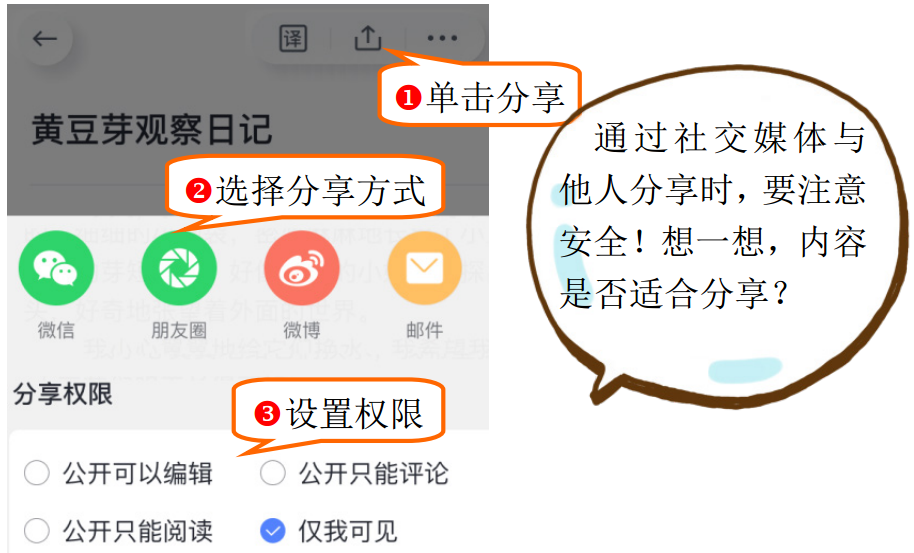 译
❶单击分享
黄豆芽观察日记
❷选择分享方式
微信
朋友圈
微博
邮件
分享权限
❸设置权限
公开可以编辑
公开只能评论
公开只能阅读
仅我可见
通过社交媒体与
他人分享时，要注意
安全！想一想，内容
是否适合分享？